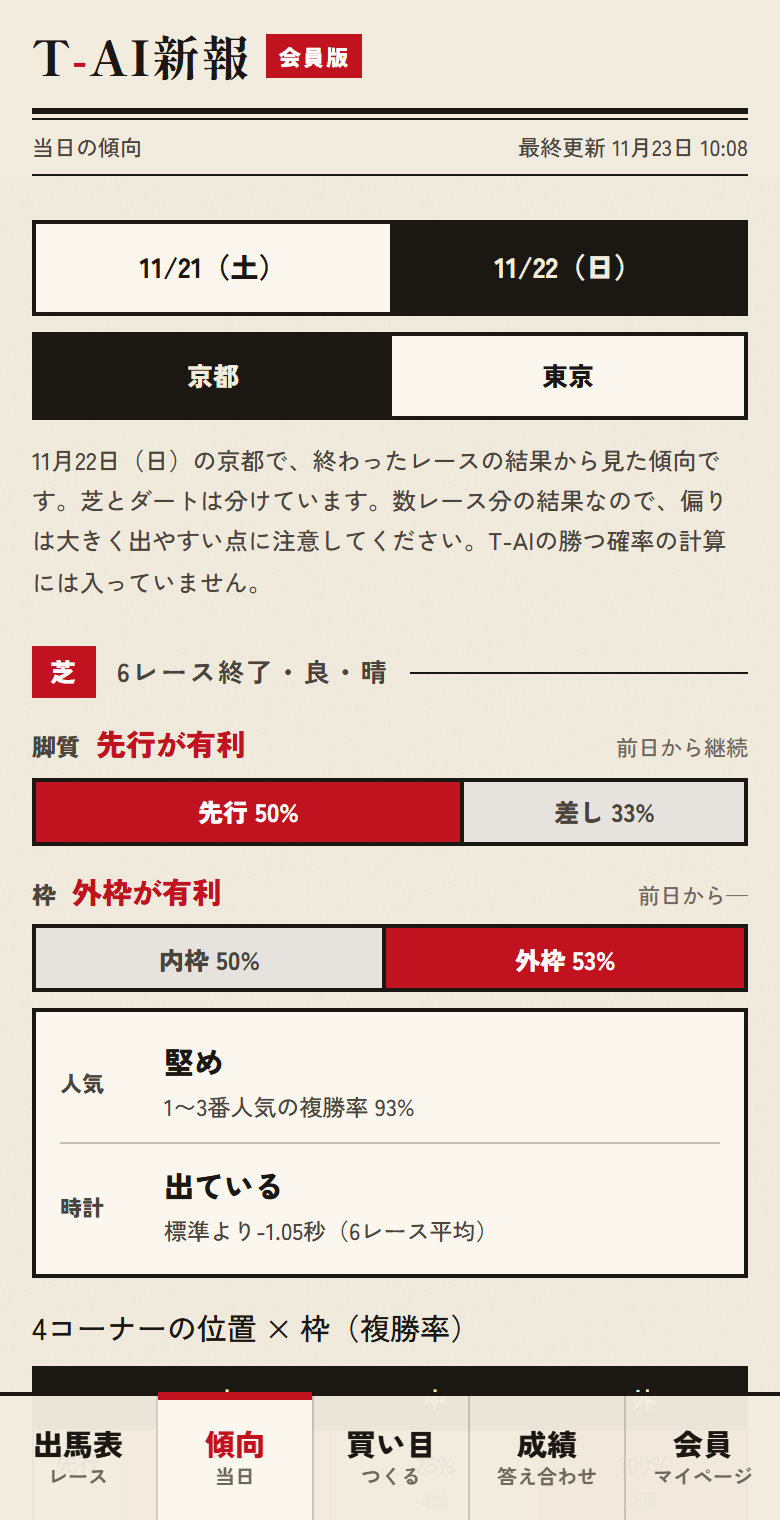 T-AI新報 会員版
当日の傾向 最終更新 11月23日 10:08
11/21（土） 11/22（日）
京都 東京
11月22日（日）の京都で、終わったレースの結果から見た傾向で
す。芝とダートは分けています。数レース分の結果なので、偏り
は大きく出やすい点に注意してください。T-AIの勝つ確率の計算
には入っていません。
芝 6レース終了・良・晴
脚質 先行が有利 前日から継続
先行 50% 差し 33%
枠 外枠が有利 前日から—
内枠 50% 外枠 53%
人気 堅め
1〜3番人気の複勝率 93%
時計 出ている
標準より-1.05秒（6レース平均）
4コーナーの位置 × 枠（複勝率）
出馬表 傾向 買い目 成績 会員
レース 当日 つくる 答え合わせ マイページ